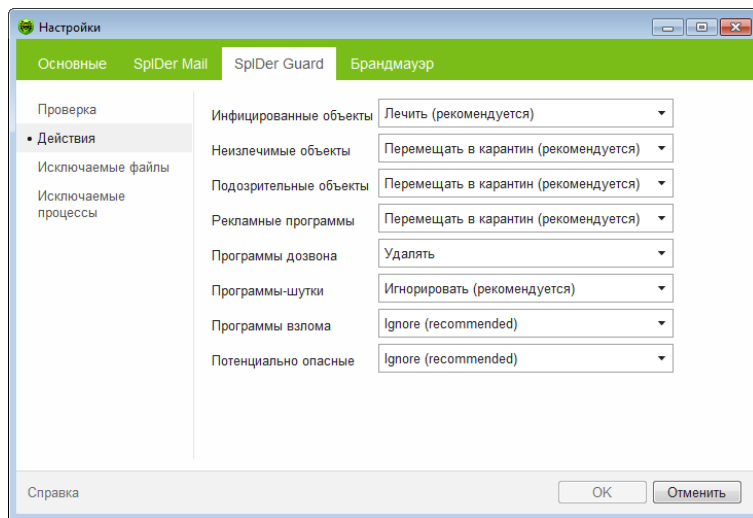 Настройки
Основные SpIDer Mail SpIDer Guard Брандмауэр
Проверка
• Действия
Исключаемые файлы
Исключаемые
процессы
Инфицированные объекты Лечить (рекомендуется)
Неизлечимые объекты Перемещать в карантин (рекомендуется)
Подозрительные объекты Перемещать в карантин (рекомендуется)
Рекламные программы Перемещать в карантин (рекомендуется)
Программы дозвона Удалять
Программы-шутки Игнорировать (рекомендуется)
Программы взлома Ignore (recommended)
Потенциально опасные Ignore (recommended)
Справка OK Отменить